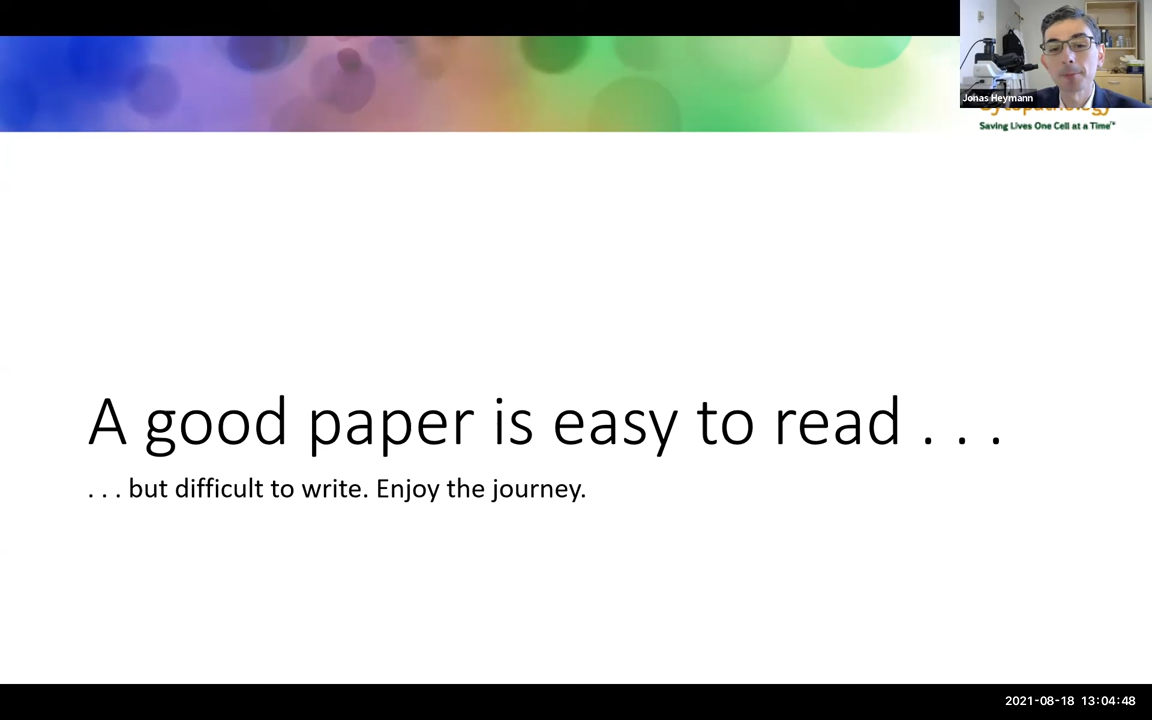 Jonas Heymann
Cytopathology
Saving Lives One Cell at a Time™
A good paper is easy to read . . .
. . . but difficult to write. Enjoy the journey.
2021-08-18 13:04:48